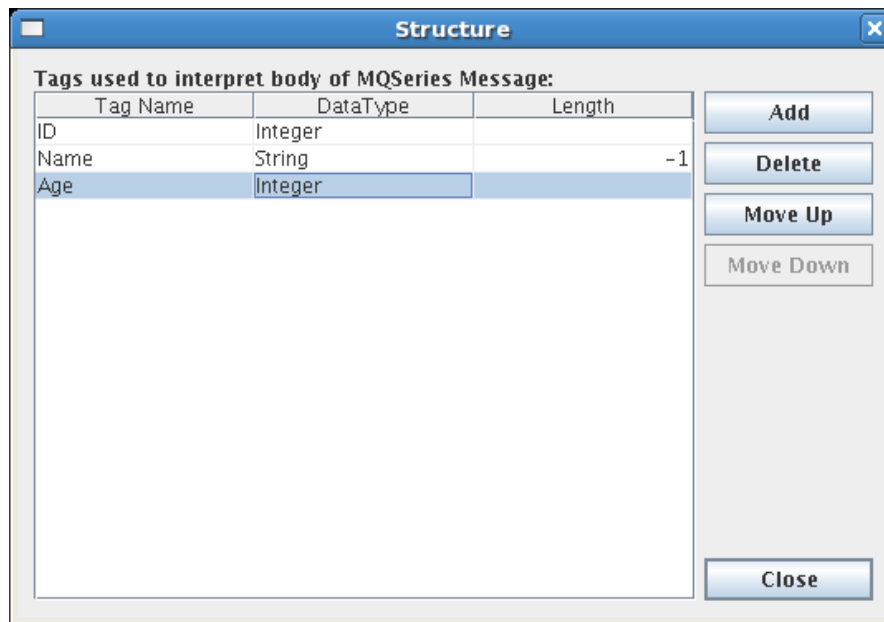 Structure
Tags used to interpret body of MQSeries Message:
Tag Name DataType Length
ID Integer
Name String -1
Age Integer
Add
Delete
Move Up
Move Down
Close